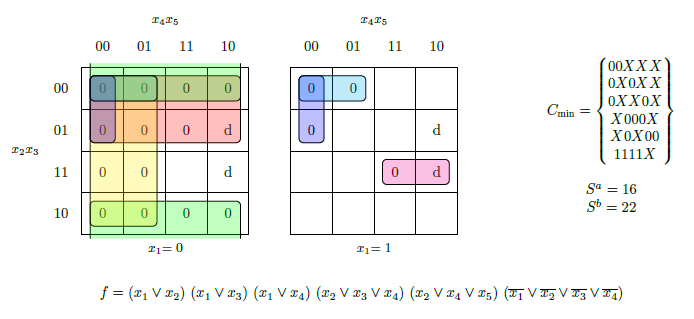 x₄x₅ x₄x₅
00 01 11 10 00 01 11 10
00 0 0 0 0 0 0
01 0 0 0 d 0 d
x₂x₃
11 0 0 d 0 d
10 0 0 0 0
x₁= 0 x₁= 1
C_min =
00XXX
0X0XX
0XX0X
X000X
X0X00
1111X
Sᵃ = 16
Sᵇ = 22
f = (x₁ ∨ x₂) (x₁ ∨ x₃) (x₁ ∨ x₄) (x₂ ∨ x₃ ∨ x₄) (x₂ ∨ x₄ ∨ x₅) (x̅₁ ∨ x̅₂ ∨ x̅₃ ∨ x̅₄)